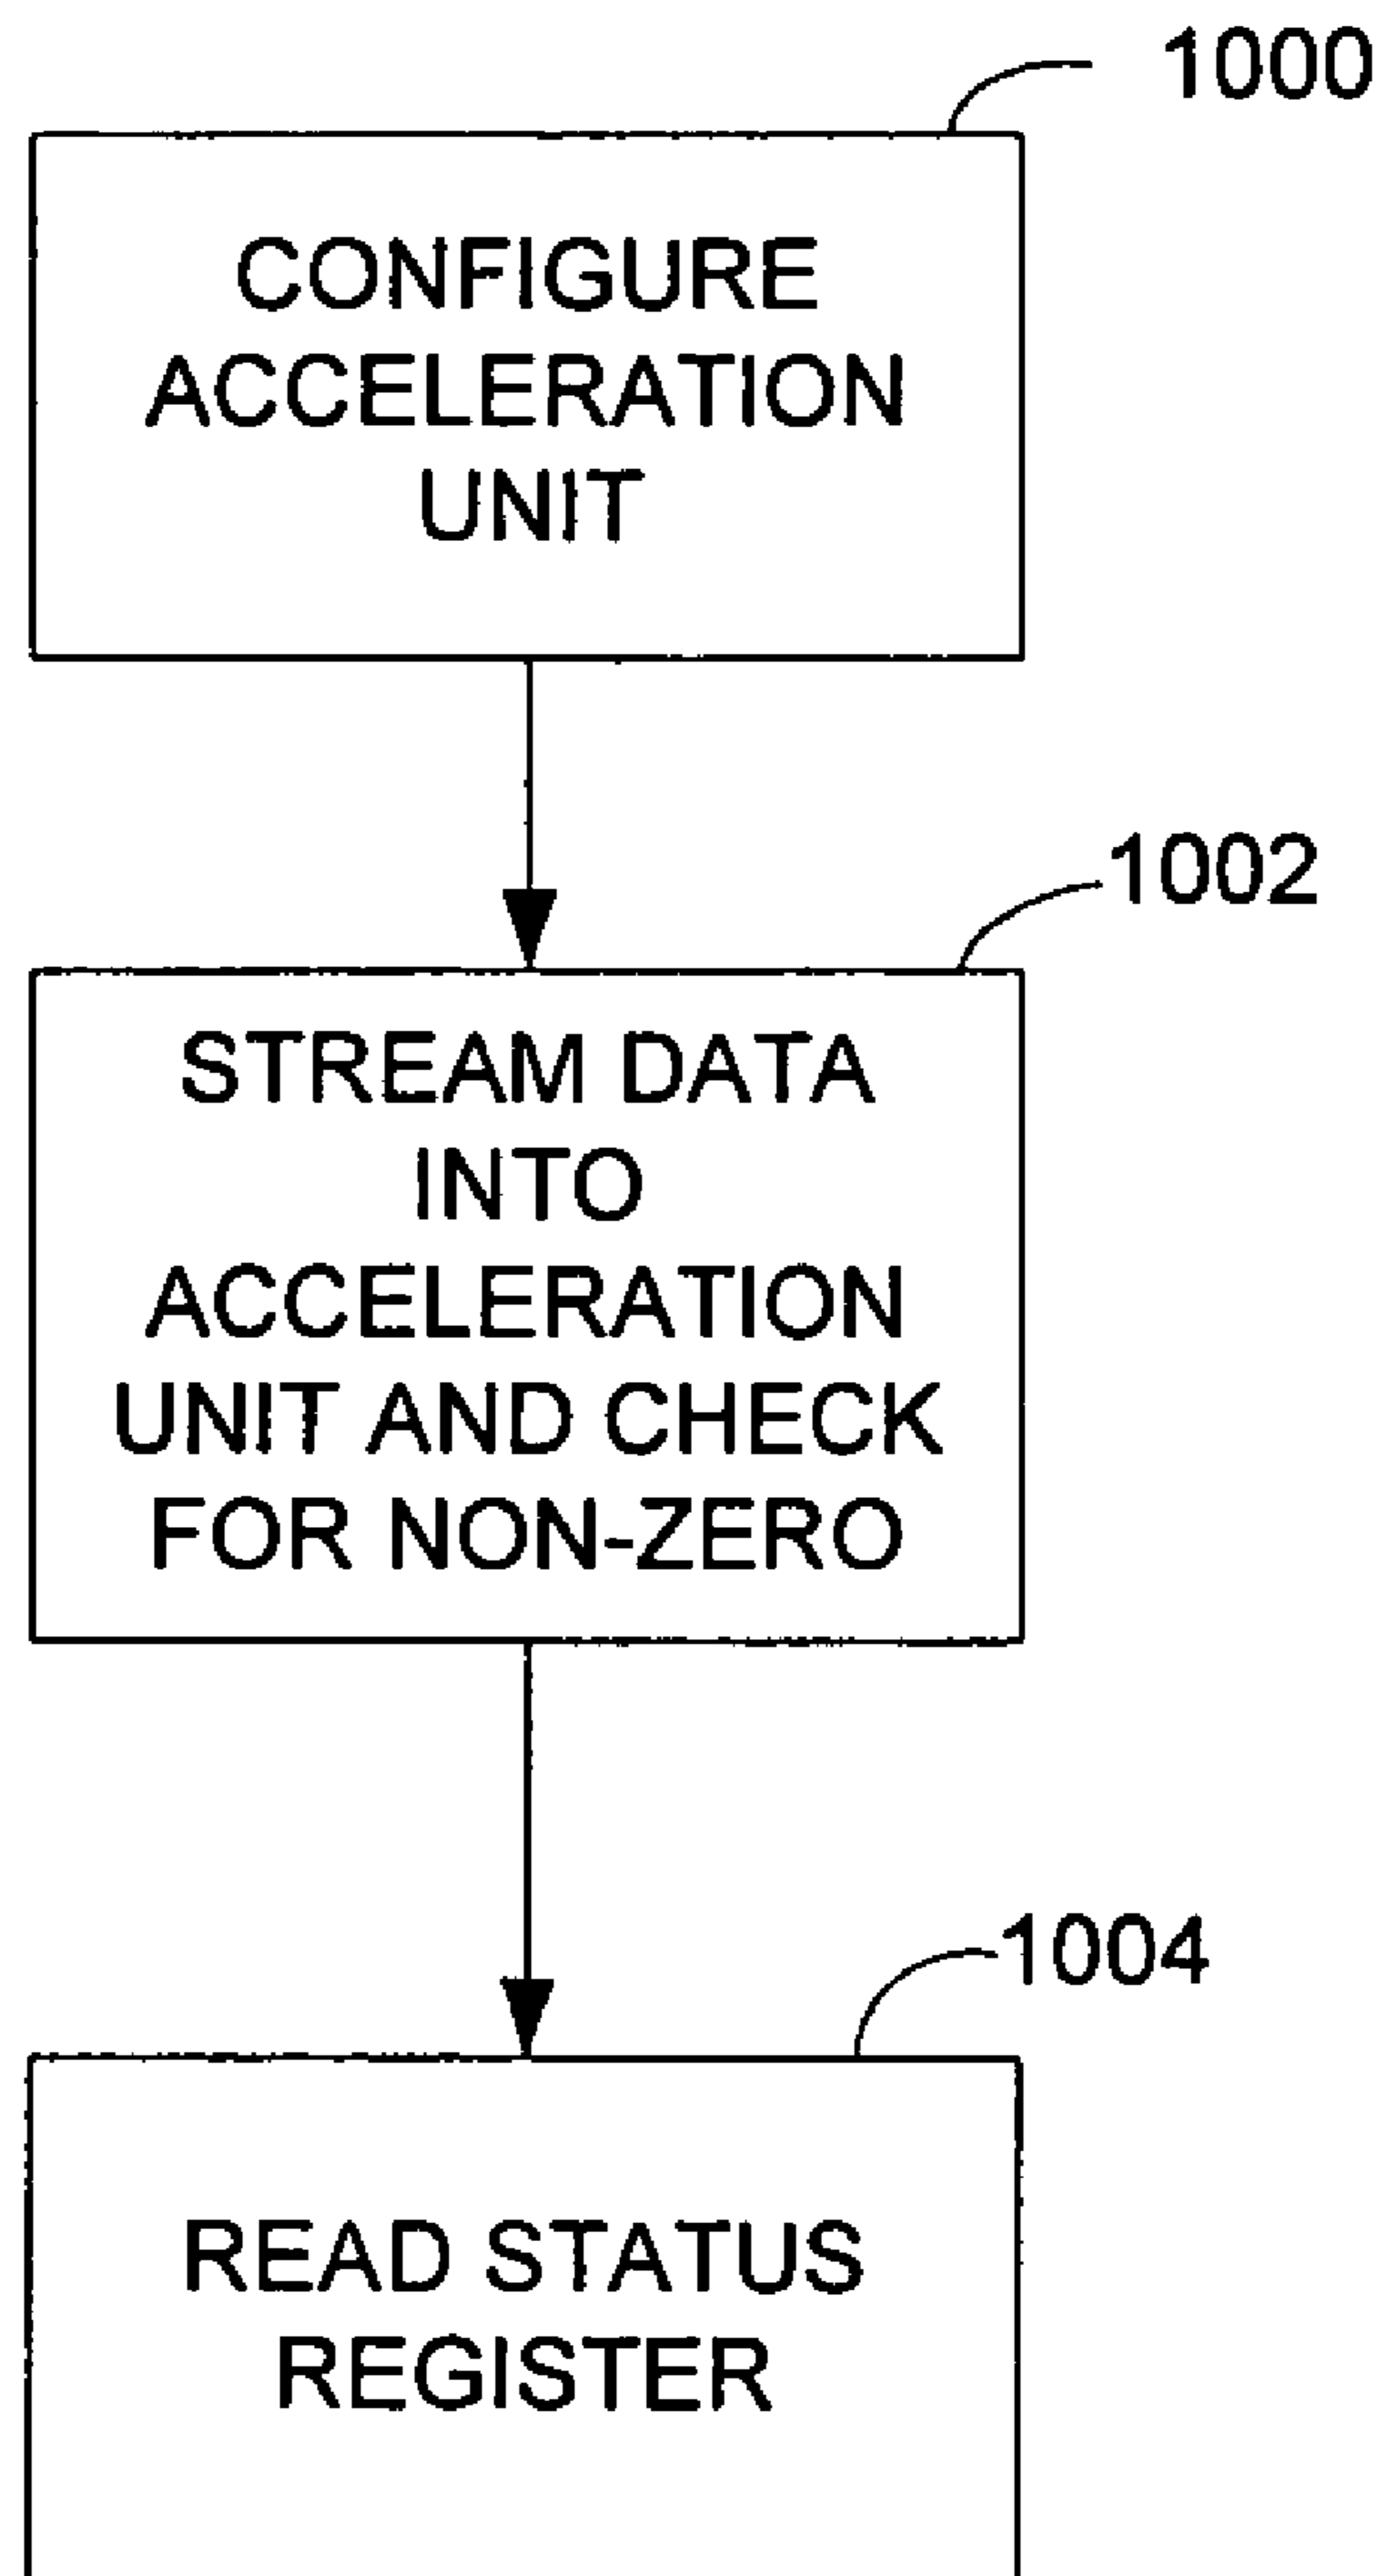 1000
CONFIGURE
ACCELERATION
UNIT
1002
STREAM DATA
INTO
ACCELERATION
UNIT AND CHECK
FOR NON-ZERO
1004
READ STATUS
REGISTER